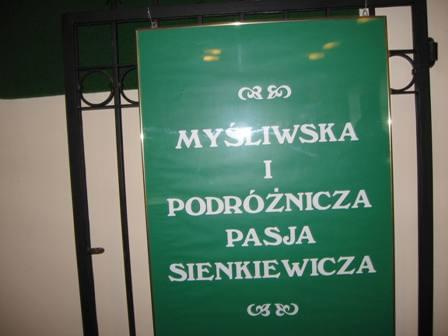 MYŚLIWSKA
I
PODRÓŻNICZA
PASJA
SIENKIEWICZA